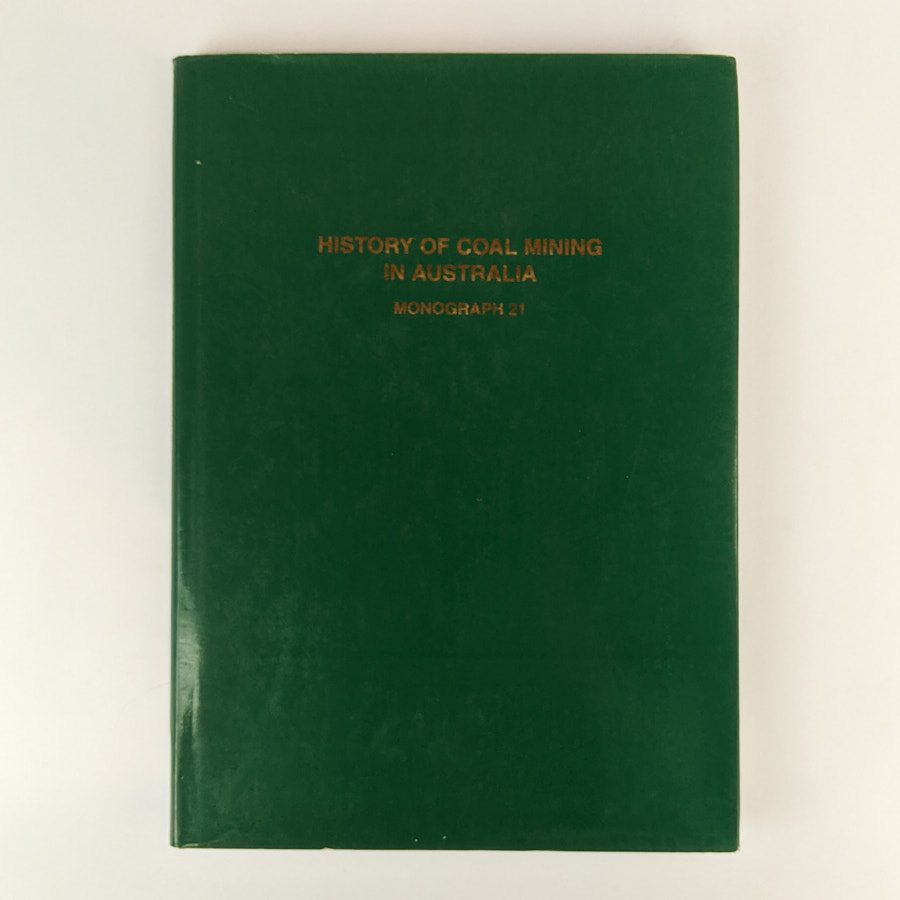 HISTORY OF COAL MINING
IN AUSTRALIA
MONOGRAPH 21